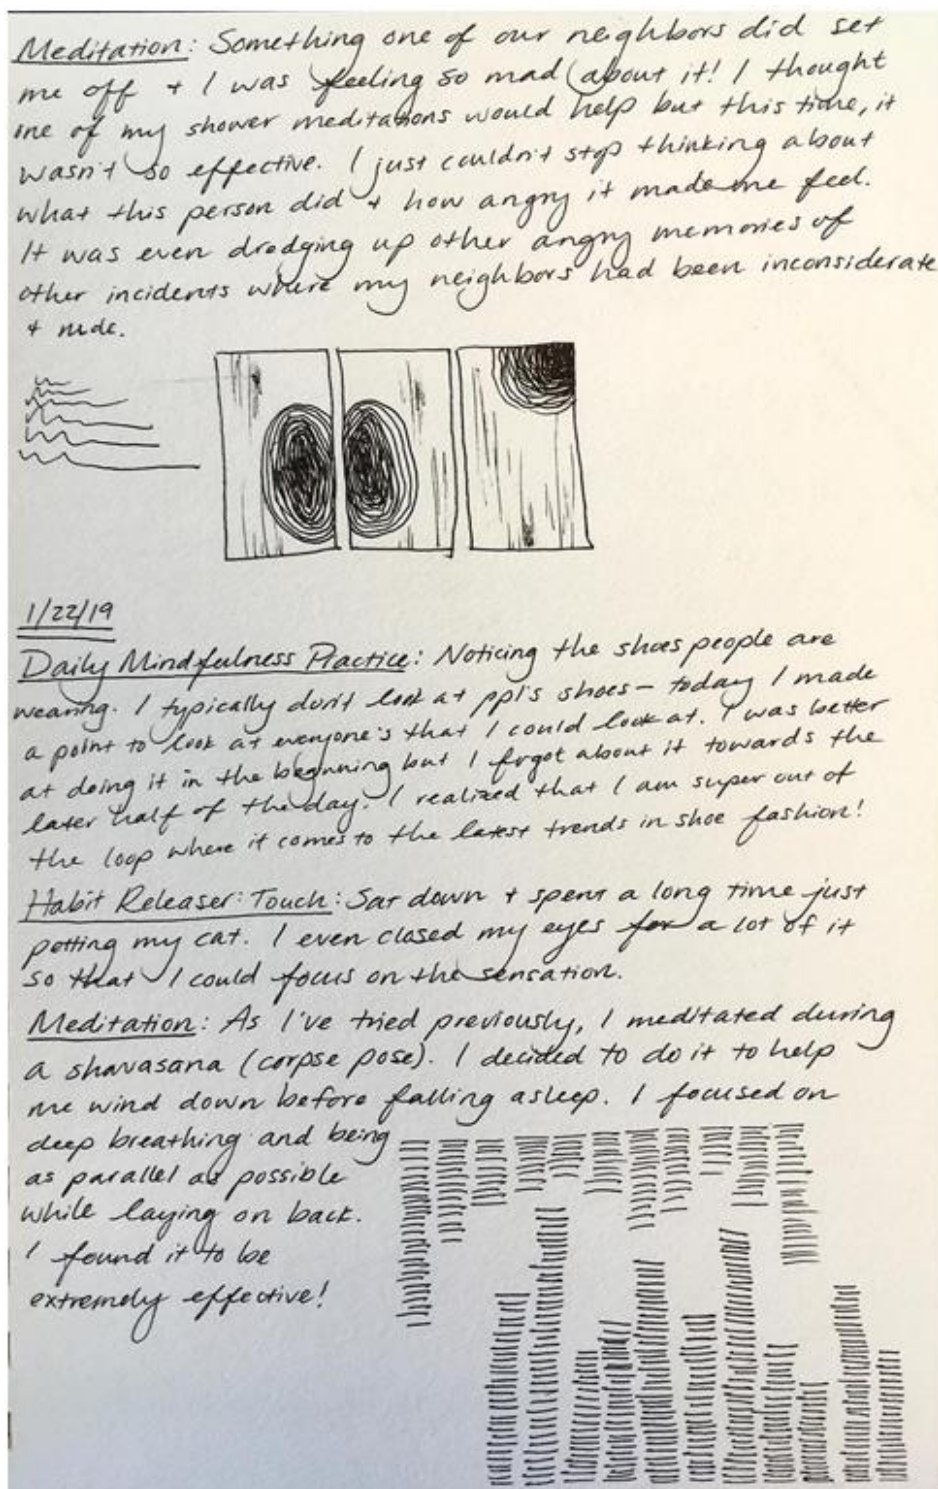 Meditation: Something one of our neighbors did set
me off + I was feeling so mad (about it! I thought
one of my shower meditations would help but this time, it
wasn't so effective. I just couldn't stop thinking about
what this person did + how angry it made me feel.
It was even dredging up other angry memories of
other incidents where my neighbors had been inconsiderate
+ rude.
1/22/19
Daily Mindfulness Practice: Noticing the shoes people are
wearing. I typically don't look at ppl's shoes - today I made
a point to look at everyone's that I could look at. I was better
at doing it in the beginning but I forgot about it towards the
later half of the day. I realized that I am super out of
the loop where it comes to the latest trends in shoe fashion!
Habit Releaser: Touch: Sat down + spent a long time just
petting my cat. I even closed my eyes for a lot of it
so that I could focus on the sensation.
Meditation: As I've tried previously, I meditated during
a shavasana (corpse pose). I decided to do it to help
me wind down before falling asleep. I focused on
deep breathing and being
as parallel as possible
while laying on back.
I found it to be
extremely effective!